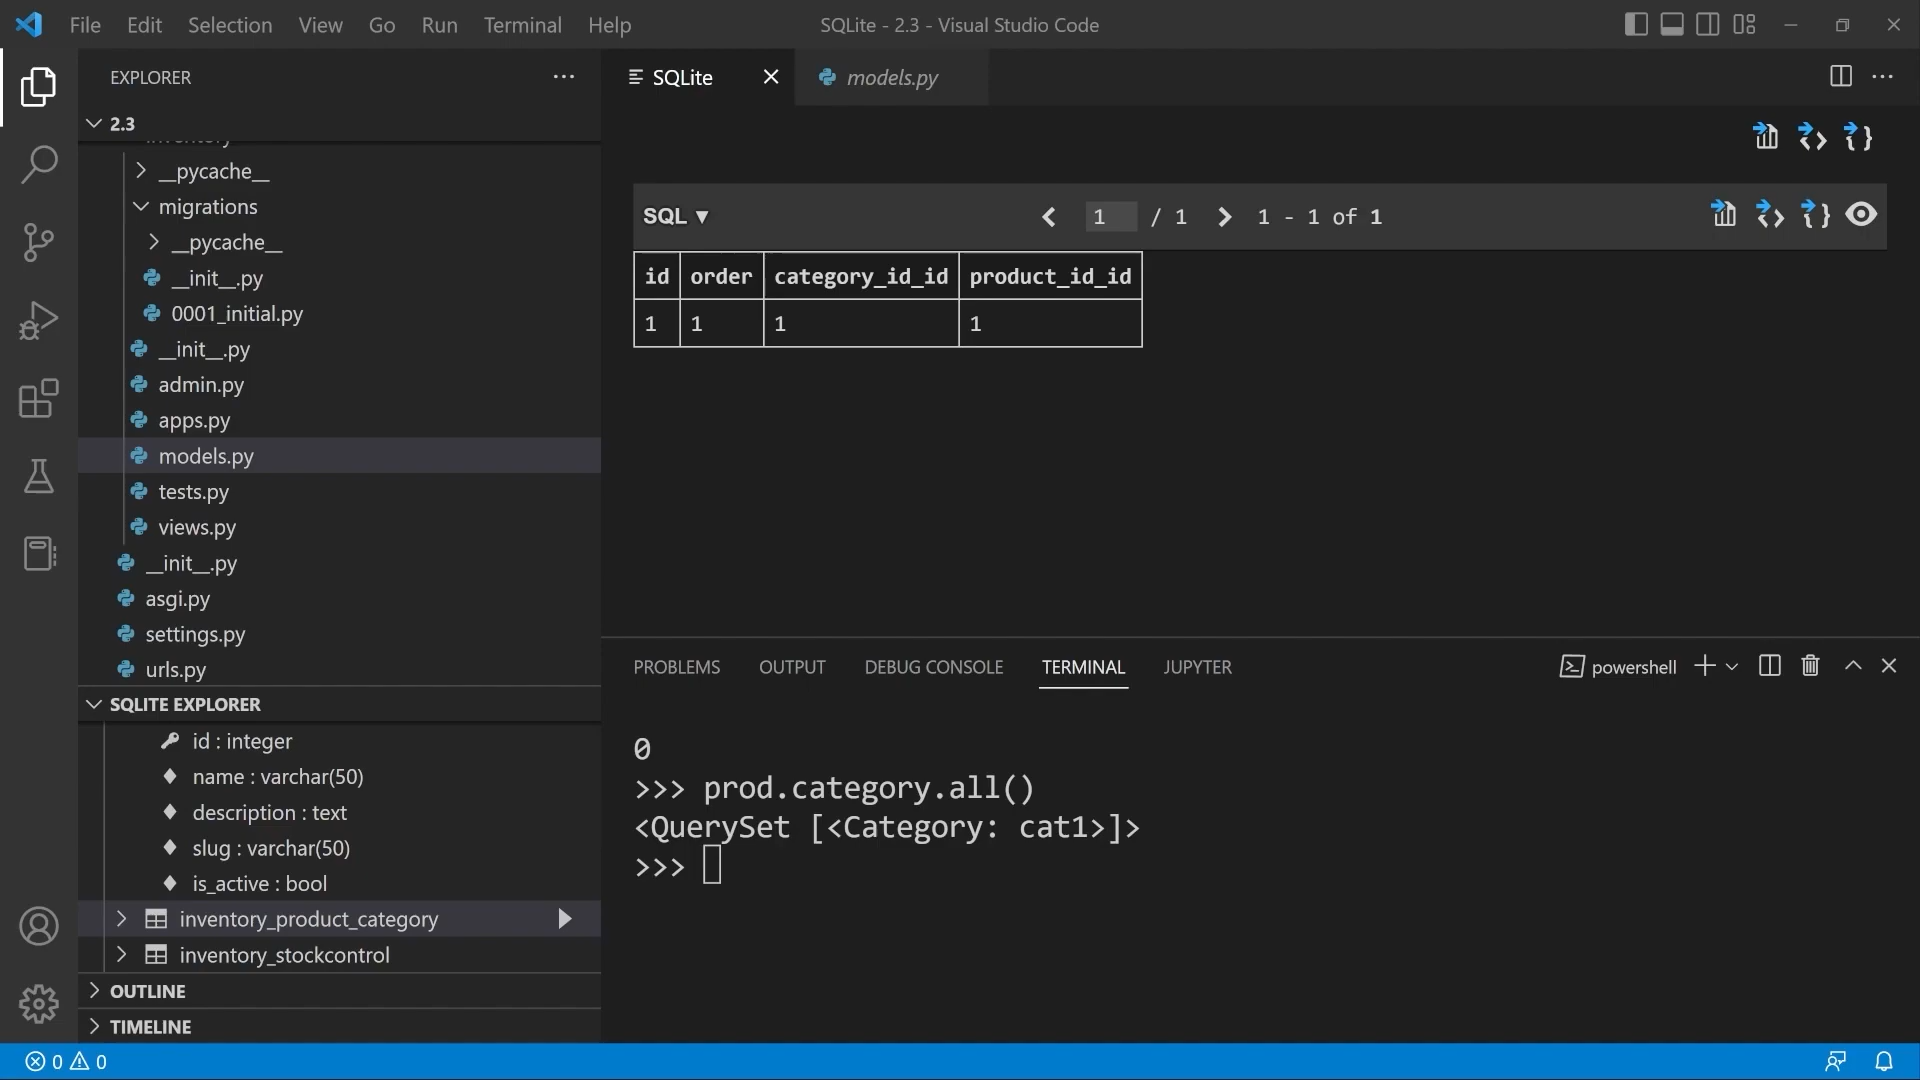 File Edit Selection View Go Run Terminal Help
SQLite - 2.3 - Visual Studio Code
EXPLORER
2.3
inventory
__pycache__
migrations
__pycache__
__init__.py
0001_initial.py
__init__.py
admin.py
apps.py
models.py
tests.py
views.py
__init__.py
asgi.py
settings.py
urls.py
SQLITE EXPLORER
id : integer
name : varchar(50)
description : text
slug : varchar(50)
is_active : bool
inventory_product_category
inventory_stockcontrol
OUTLINE
TIMELINE
SQLite
models.py
SQL ▼
1 / 1
1 - 1 of 1
id order category_id_id product_id_id
1 1 1 1
PROBLEMS OUTPUT DEBUG CONSOLE TERMINAL JUPYTER
powershell
0
>>> prod.category.all()
<QuerySet [<Category: cat1>]>
>>>
0 0